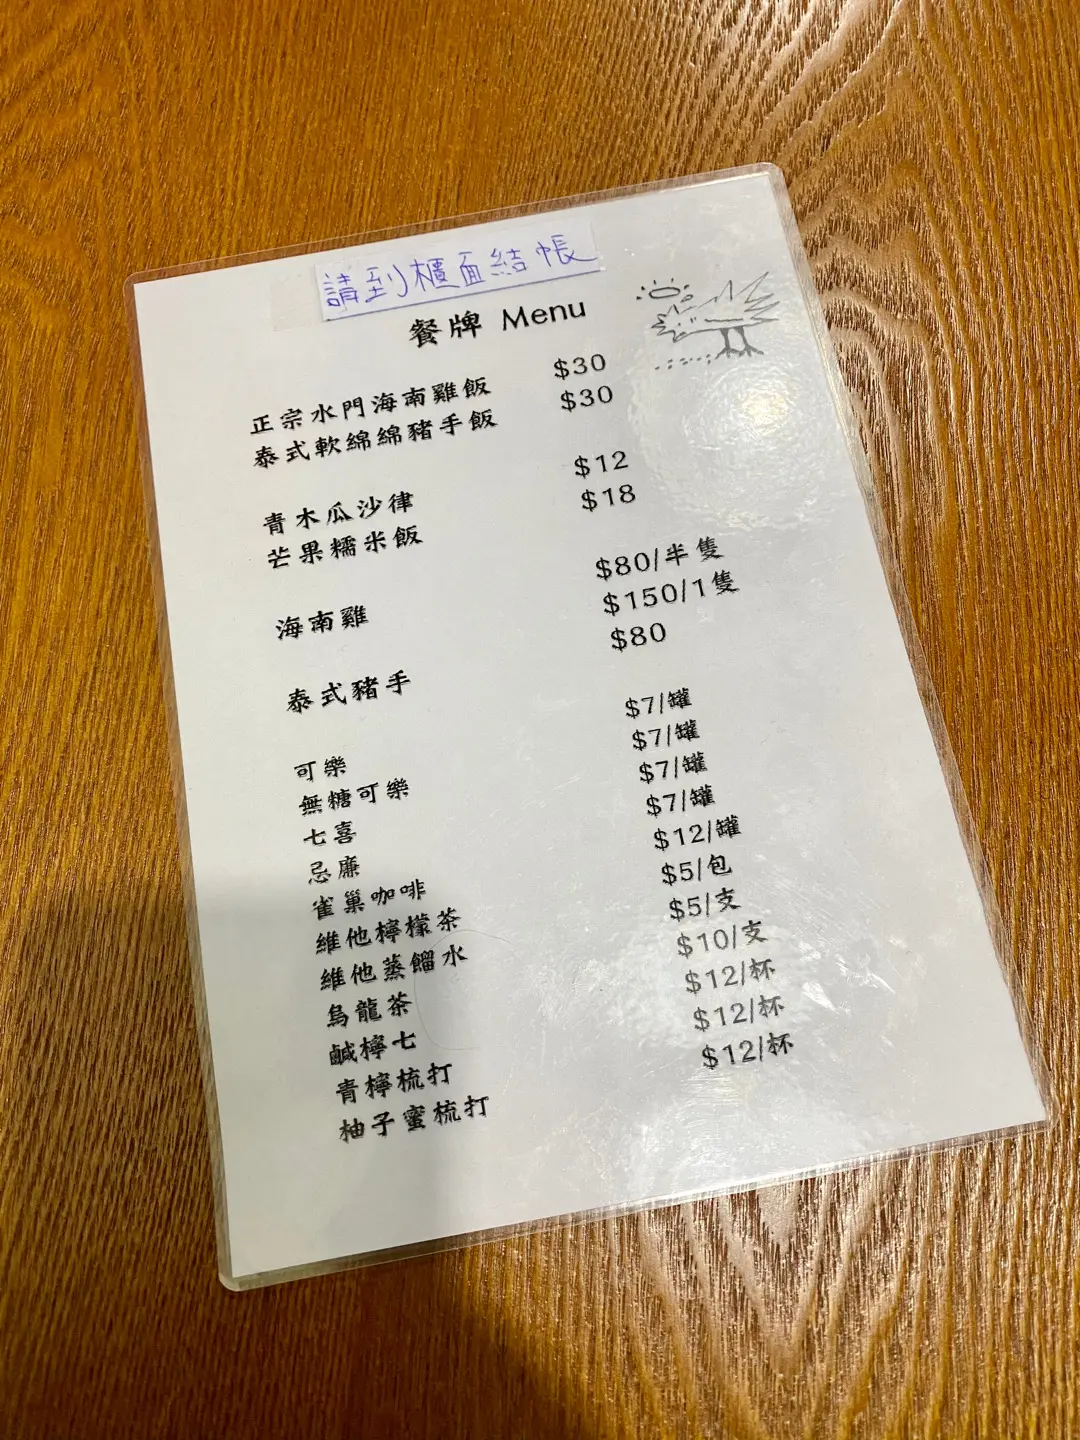 請到櫃面結帳
餐牌 Menu
正宗水門海南雞飯 $30
泰式軟綿綿豬手飯 $30
青木瓜沙律 $12
芒果糯米飯 $18
海南雞 $80/半隻
$150/1隻
泰式豬手 $80
可樂 $7/罐
無糖可樂 $7/罐
七喜 $7/罐
忌廉 $7/罐
雀巢咖啡 $12/罐
維他檸檬茶 $5/包
維他蒸餾水 $5/支
烏龍茶 $10/支
鹹檸七 $12/杯
青檸梳打 $12/杯
柚子蜜梳打 $12/杯